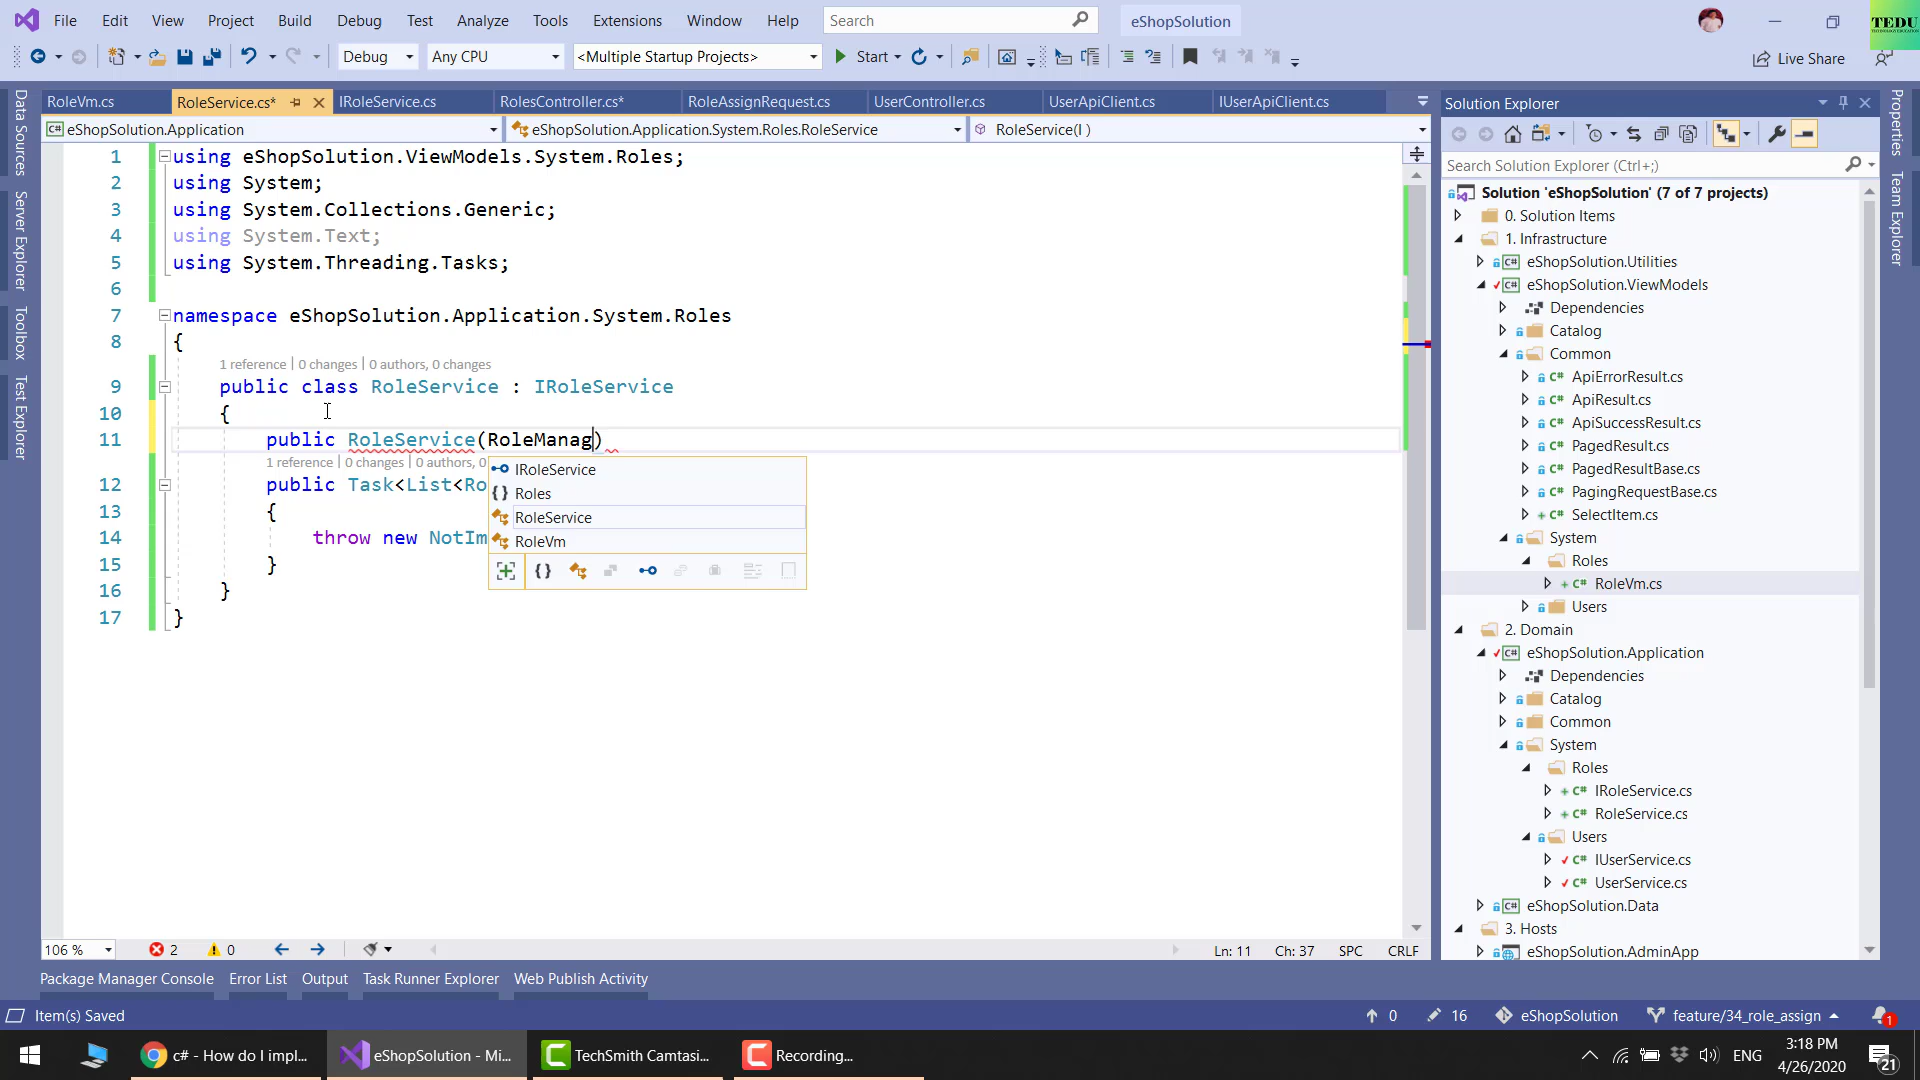 File Edit View Project Build Debug Test Analyze Tools Extensions Window Help Search eShopSolution
TEDU
Debug Any CPU <Multiple Startup Projects> Start Live Share
RoleVm.cs RoleService.cs* IRoleService.cs RolesController.cs* RoleAssignRequest.cs UserController.cs UserApiClient.cs IUserApiClient.cs
eShopSolution.Application eShopSolution.Application.System.Roles.RoleService RoleService(I )
Data Sources
Server Explorer
Toolbox
Test Explorer
1 using eShopSolution.ViewModels.System.Roles;
2 using System;
3 using System.Collections.Generic;
4 using System.Text;
5 using System.Threading.Tasks;
6
7 namespace eShopSolution.Application.System.Roles
8 {
1 reference | 0 changes | 0 authors, 0 changes
9 public class RoleService : IRoleService
10 {
11 public RoleService(RoleManag)
1 reference | 0 changes | 0 authors, 0
12 public Task<List<Ro
13 {
14 throw new NotIm
15 }
16 }
17 }
IRoleService
{} Roles
RoleService
RoleVm
106 % 2 0 Ln: 11 Ch: 37 SPC CRLF
Package Manager Console Error List Output Task Runner Explorer Web Publish Activity
Solution Explorer
Search Solution Explorer (Ctrl+;)
Solution 'eShopSolution' (7 of 7 projects)
0. Solution Items
1. Infrastructure
eShopSolution.Utilities
eShopSolution.ViewModels
Dependencies
Catalog
Common
ApiErrorResult.cs
ApiResult.cs
ApiSuccessResult.cs
PagedResult.cs
PagedResultBase.cs
PagingRequestBase.cs
SelectItem.cs
System
Roles
RoleVm.cs
Users
2. Domain
eShopSolution.Application
Dependencies
Catalog
Common
System
Roles
IRoleService.cs
RoleService.cs
Users
IUserService.cs
UserService.cs
eShopSolution.Data
3. Hosts
eShopSolution.AdminApp
Properties
Team Explorer
Item(s) Saved 0 16 eShopSolution feature/34_role_assign 1
c# - How do I impl... eShopSolution - Mi... TechSmith Camtasi... Recording... ENG 3:18 PM
4/26/2020 21